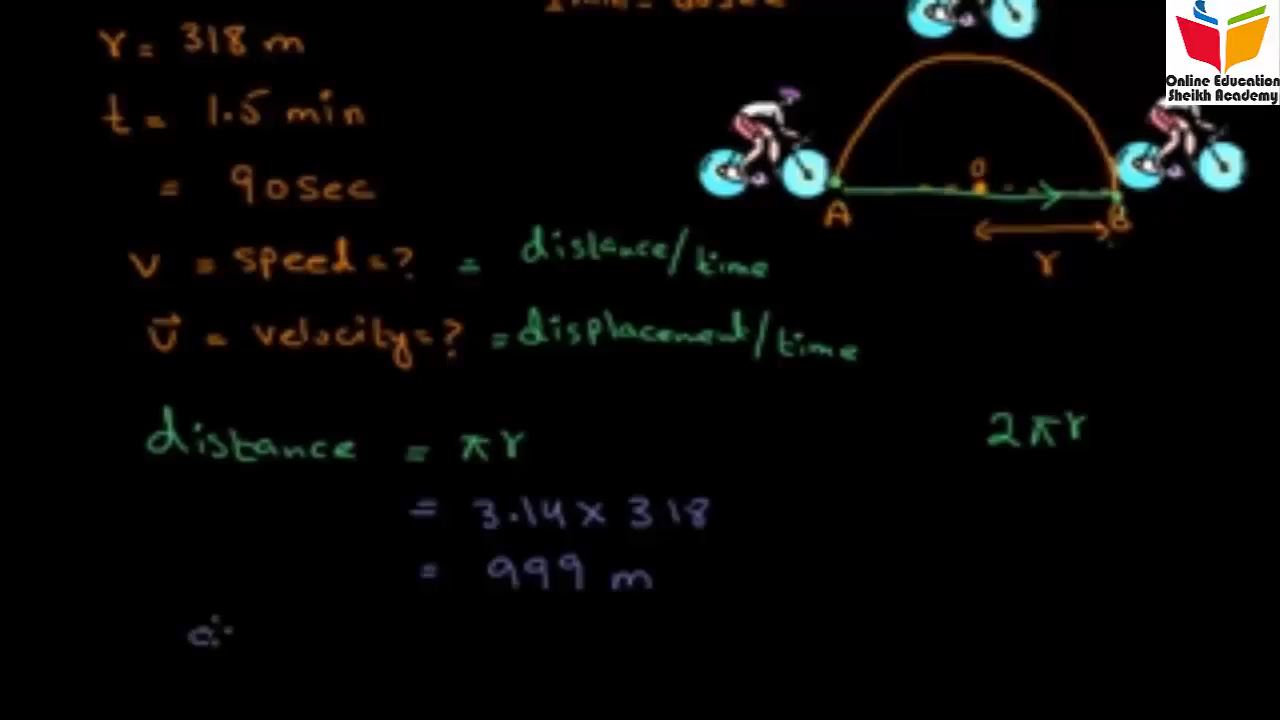 r = 318 m
t = 1.5 min
= 90 sec
v = speed = ? = distance/time
v⃗ = velocity = ? = displacement/time
distance = πr
2πr
= 3.14 x 318
= 999 m
O
A
B
r
Online Education
Sheikh Academy